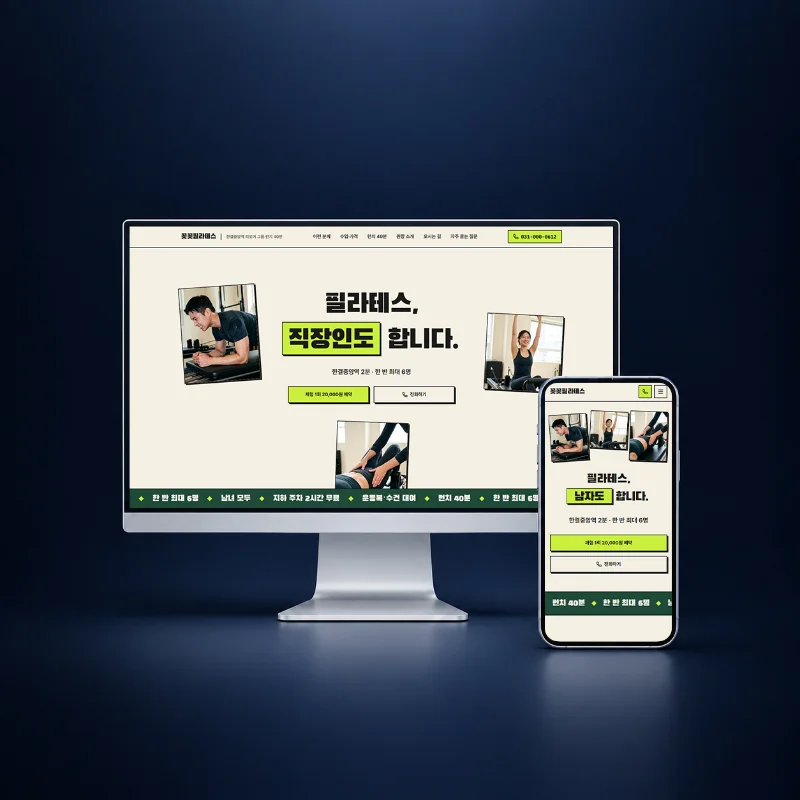 꽃꽃필라테스
이런 분께 수업·가격 런치 40분 원장 소개 오시는 길 자주 묻는 질문
031-000-0612
필라테스,
직장인도 합니다.
한결중앙역 2분 · 한 반 최대 6명
체험 1회 20,000원 예약 전화하기
한 반 최대 6명 남녀 모두 지하 주차 2시간 무료 운동복·수건 대여 런치 40분 한 반 최대 6명
꽃꽃필라테스
필라테스,
남자도 합니다.
한결중앙역 2분 · 한 반 최대 6명
체험 1회 20,000원 예약
전화하기
런치 40분 한 반 최대 6명